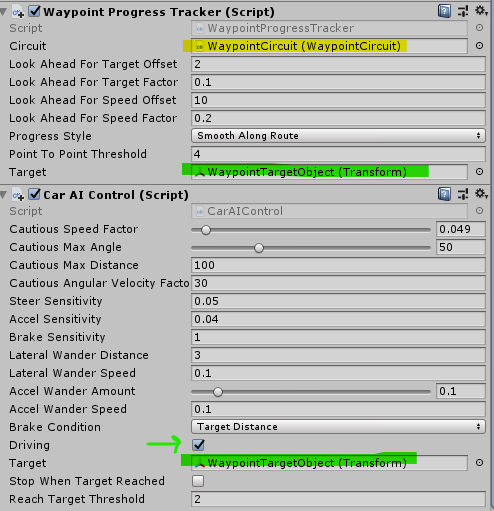 Waypoint Progress Tracker (Script)
Script WaypointProgressTracker
Circuit WaypointCircuit (WaypointCircuit)
Look Ahead For Target Offset 2
Look Ahead For Target Factor 0.1
Look Ahead For Speed Offset 10
Look Ahead For Speed Factor 0.2
Progress Style Smooth Along Route
Point To Point Threshold 4
Target WaypointTargetObject (Transform)
Car AI Control (Script)
Script CarAIControl
Cautious Speed Factor 0.049
Cautious Max Angle 50
Cautious Max Distance 100
Cautious Angular Velocity Facto 30
Steer Sensitivity 0.05
Accel Sensitivity 0.04
Brake Sensitivity 1
Lateral Wander Distance 3
Lateral Wander Speed 0.1
Accel Wander Amount 0.1
Accel Wander Speed 0.1
Brake Condition Target Distance
Driving
Target WaypointTargetObject (Transform)
Stop When Target Reached
Reach Target Threshold 2